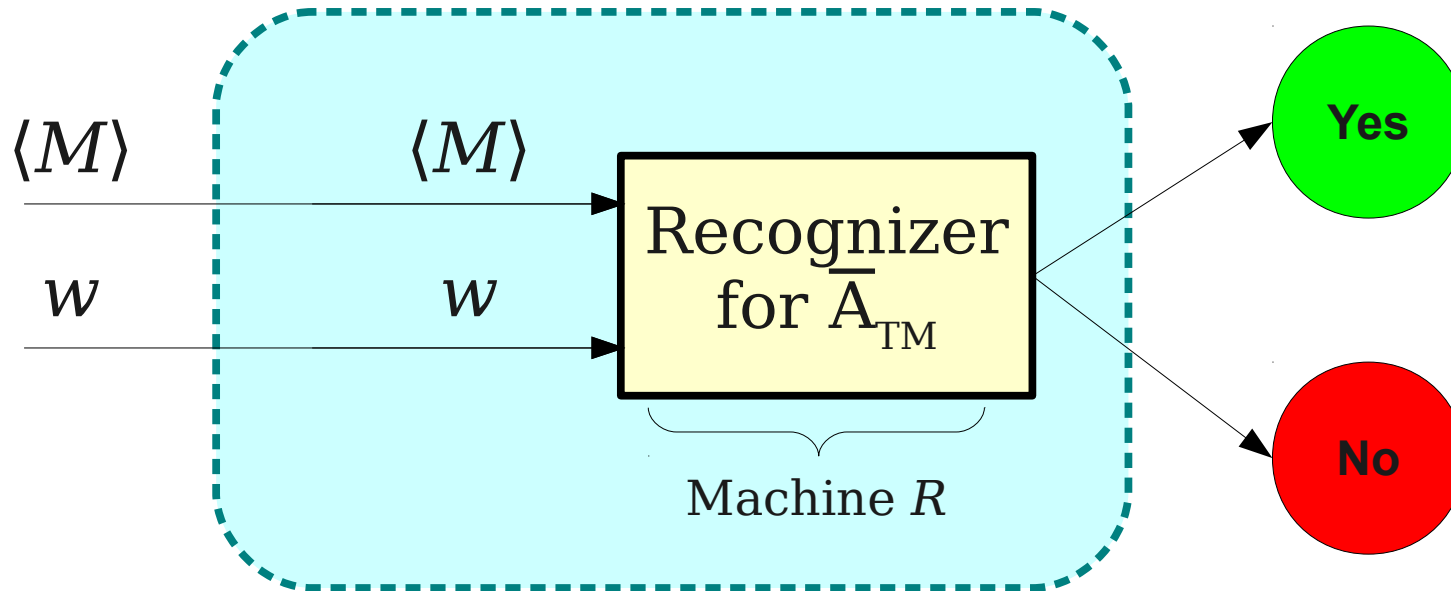 ⟨M⟩
⟨M⟩
w
w
Recognizer
for A̅TM
Machine R
Yes
No